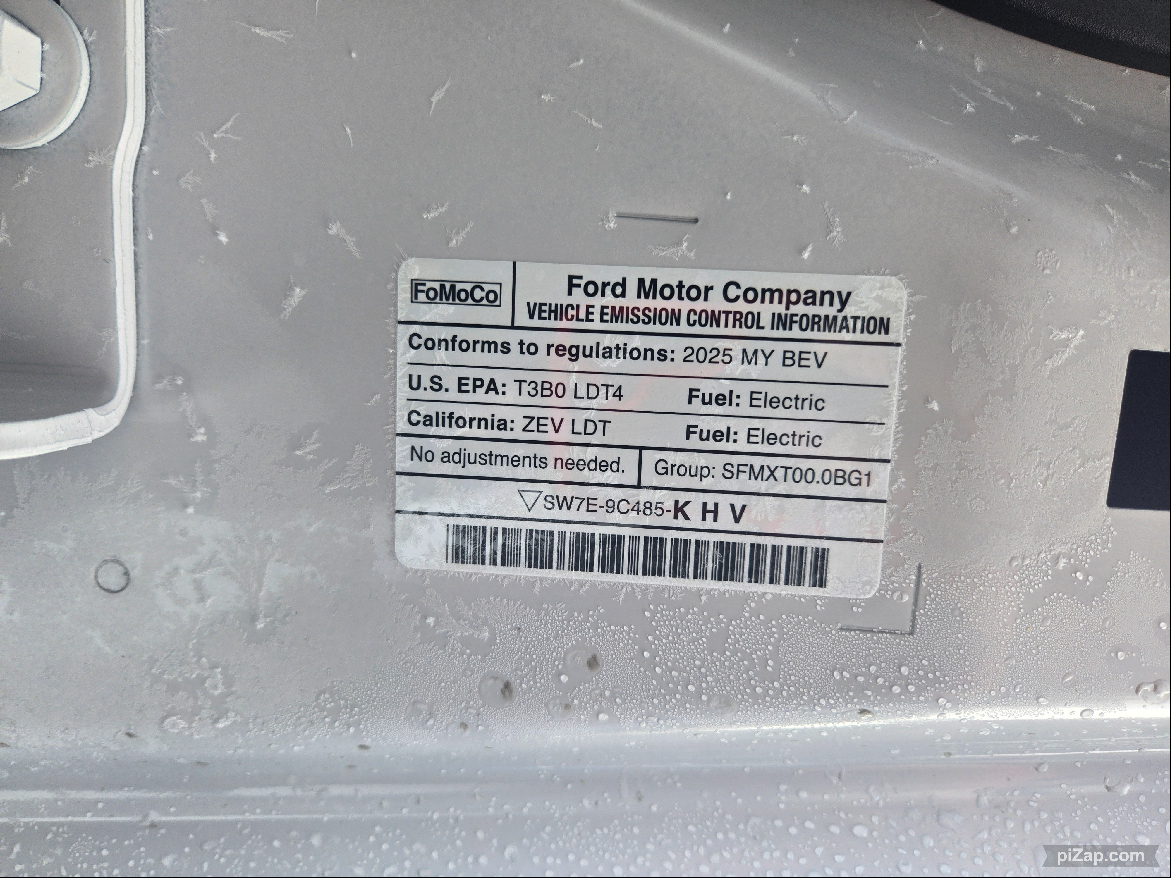 FoMoCo
Ford Motor Company
VEHICLE EMISSION CONTROL INFORMATION
Conforms to regulations: 2025 MY BEV
U.S. EPA: T3B0 LDT4 Fuel: Electric
California: ZEV LDT Fuel: Electric
No adjustments needed. Group: SFMXT00.0BG1
SW7E-9C485-K H V
piZap.com